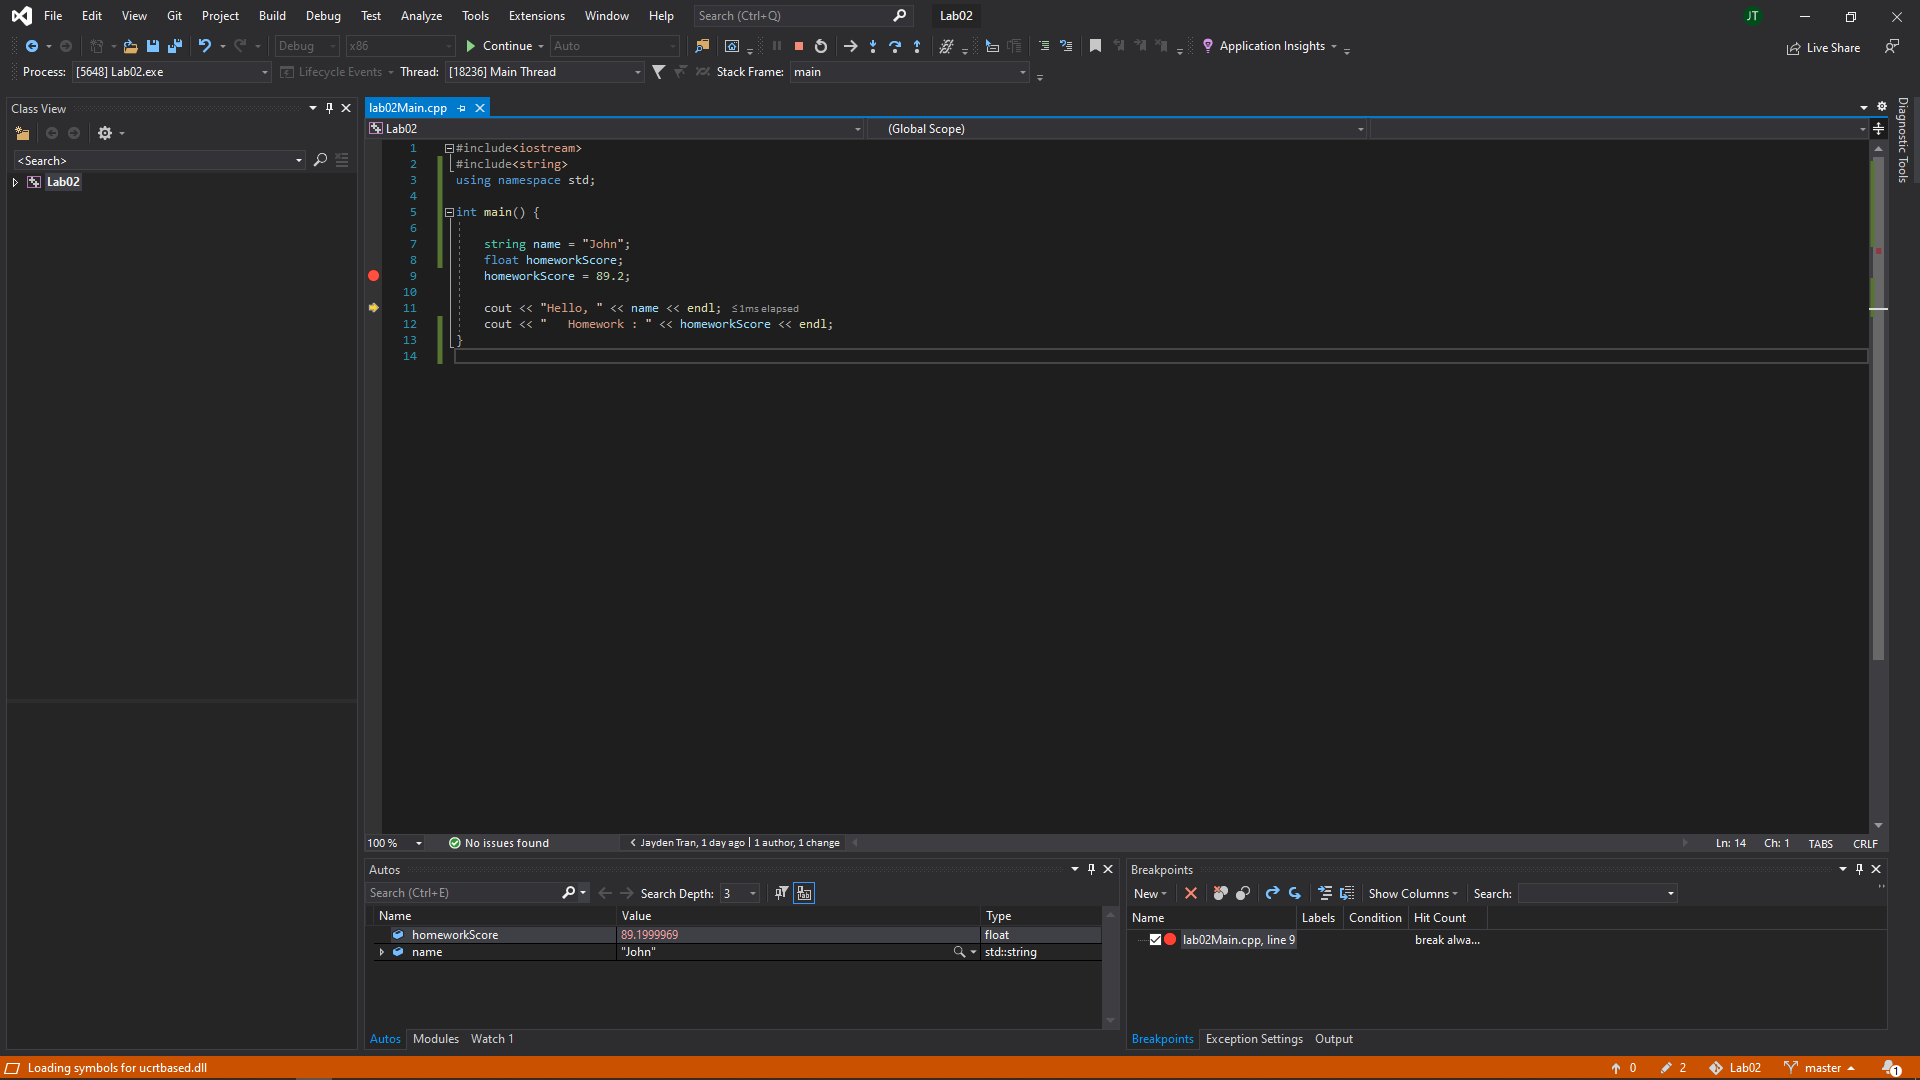 File Edit View Git Project Build Debug Test Analyze Tools Extensions Window Help Search (Ctrl+Q) Lab02 JT
Debug x86 Continue Auto Application Insights Live Share
Process: [5648] Lab02.exe Lifecycle Events Thread: [18236] Main Thread Stack Frame: main
Class View
<Search>
Lab02
lab02Main.cpp
Lab02 (Global Scope)
1 #include<iostream>
2 #include<string>
3 using namespace std;
4
5 int main() {
6
7 string name = "John";
8 float homeworkScore;
9 homeworkScore = 89.2;
10
11 cout << "Hello, " << name << endl; ≤1ms elapsed
12 cout << "   Homework : " << homeworkScore << endl;
13 }
14
Diagnostic Tools
100 % No issues found Jayden Tran, 1 day ago | 1 author, 1 change Ln: 14 Ch: 1 TABS CRLF
Autos
Search (Ctrl+E) Search Depth: 3
Name Value Type
homeworkScore 89.1999969 float
name "John" std::string
Autos Modules Watch 1
Breakpoints
New Show Columns Search:
Name Labels Condition Hit Count
lab02Main.cpp, line 9 break alwa...
Breakpoints Exception Settings Output
Loading symbols for ucrtbased.dll 0 2 Lab02 master 1